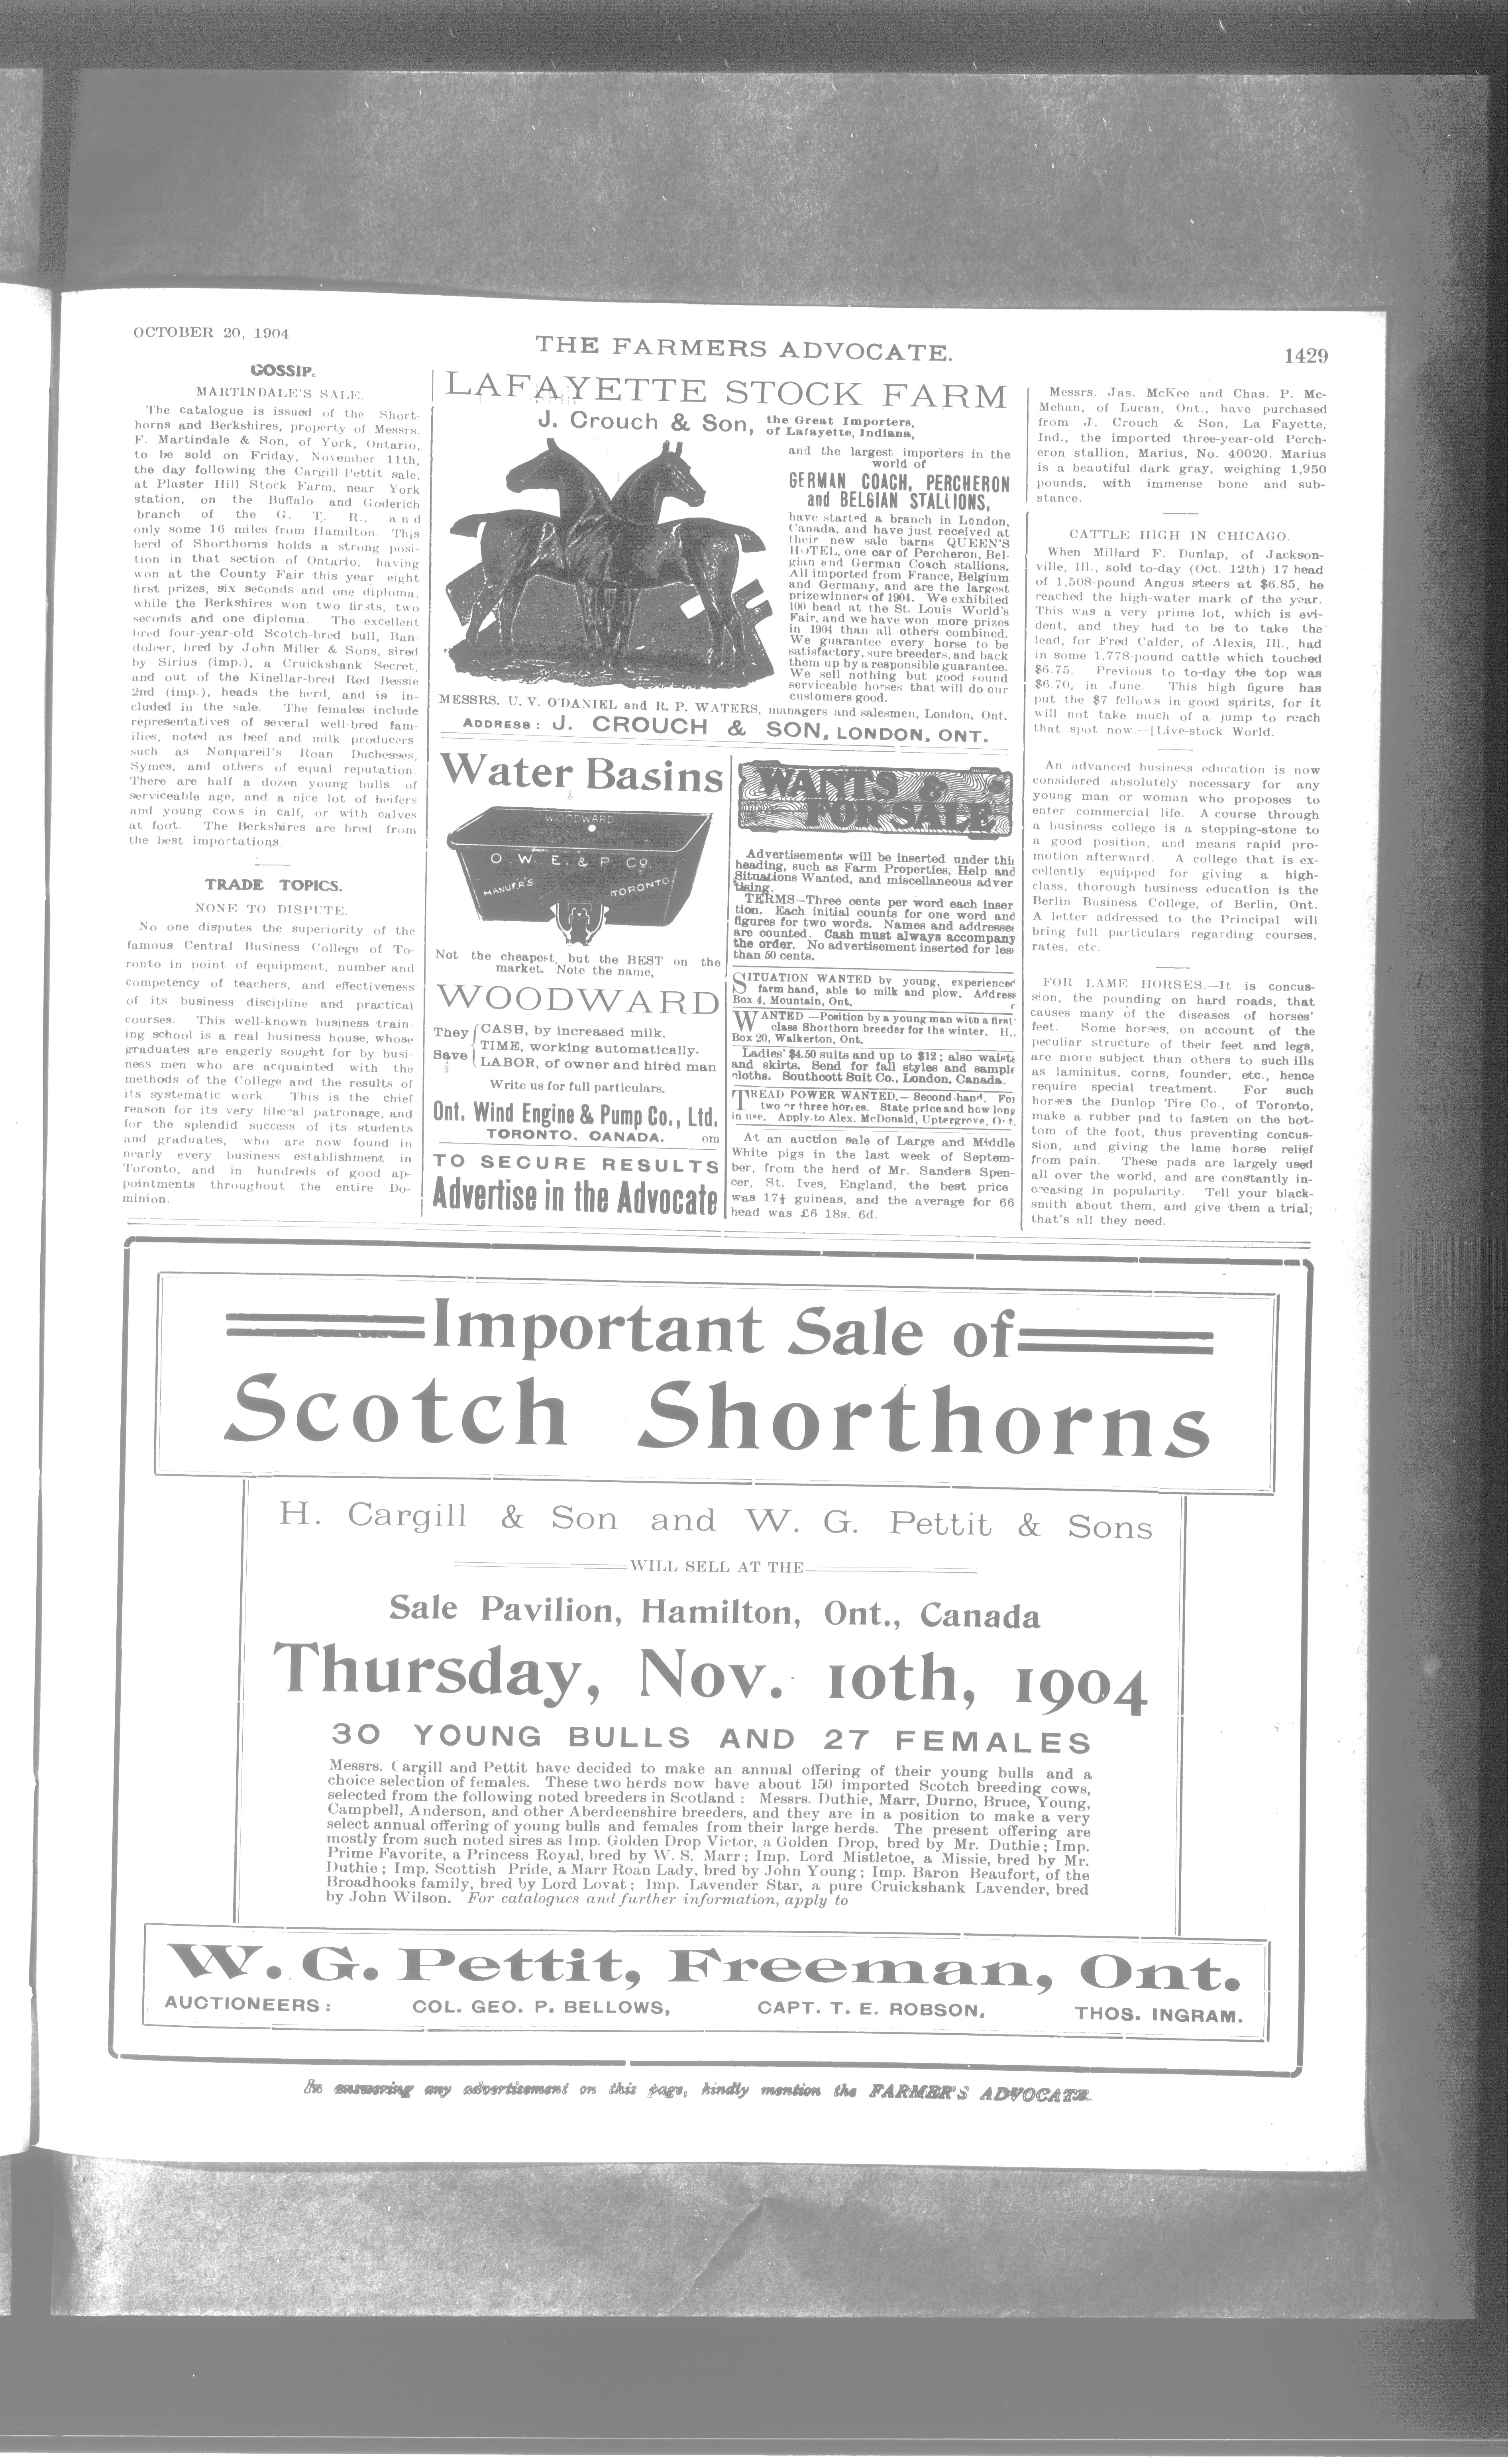 OCTOBER 20, 1904
THE FARMERS ADVOCATE.
1429
GOSSIP.
MARTINDALE'S SALE.
The catalogue is issued of the Short-
horns and Berkshires, property of Messrs.
F. Martindale & Son, of York, Ontario,
to be sold on Friday, November 11th,
the day following the Cargill-Pettit sale,
at Plaster Hill Stock Farm, near York
station, on the Buffalo and Goderich
branch of the G. T. R., and
only some 16 miles from Hamilton. This
herd of Shorthorns holds a strong posi-
tion in that section of Ontario, having
won at the County Fair this year eight
first prizes, six seconds and one diploma,
while the Berkshires won two firsts, two
seconds and one diploma. The excellent
bred four-year-old Scotch-bred bull, Ban-
doleer, bred by John Miller & Sons, sired
by Sirius (imp.), a Cruickshank Secret,
and out of the Kinellar-bred Red Bessie
2nd (imp.), heads the herd, and is in-
cluded in the sale. The females include
representatives of several well-bred fam-
ilies, noted as beef and milk producers
such as Nonpareil's Roan Duchesses,
Symes, and others of equal reputation.
There are half a dozen young bulls of
serviceable age, and a nice lot of heifers
and young cows in calf, or with calves
at foot. The Berkshires are bred from
the best importations.
TRADE TOPICS.
NONE TO DISPUTE.
No one disputes the superiority of the
famous Central Business College of To-
ronto in point of equipment, number and
competency of teachers, and effectiveness
of its business discipline and practical
courses. This well-known business train-
ing school is a real business house, whose
graduates are eagerly sought for by busi-
ness men who are acquainted with the
methods of the College and the results of
its systematic work. This is the chief
reason for its very liberal patronage, and
for the splendid success of its students
and graduates, who are now found in
nearly every business establishment in
Toronto, and in hundreds of good ap-
pointments throughout the entire Do-
minion.
LAFAYETTE STOCK FARM
J. Crouch & Son, the Great Importers,
of Lafayette, Indiana,
and the largest importers in the
world of
GERMAN COACH, PERCHERON
and BELGIAN STALLIONS,
have started a branch in London,
Canada, and have just received at
their new sale barns QUEEN'S
HOTEL, one car of Percheron, Bel-
gian and German Coach stallions.
All imported from France, Belgium
and Germany, and are the largest
prizewinners of 1904. We exhibited
100 head at the St. Louis World's
Fair, and we have won more prizes
in 1904 than all others combined.
We guarantee every horse to be
satisfactory, sure breeders, and back
them up by a responsible guarantee.
We sell nothing but good sound
serviceable horses that will do our
customers good.
MESSRS. U. V. O'DANIEL and R. P. WATERS, managers and salesmen, London, Ont.
ADDRESS: J. CROUCH & SON, LONDON, ONT.
Water Basins
WOODWARD
WATERING BASIN
O. W. E. & P. CO.
MANUF'R'S TORONTO
Not the cheapest, but the BEST on the
market. Note the name,
WOODWARD
They Save
CASH, by increased milk.
TIME, working automatically.
LABOR, of owner and hired man
Write us for full particulars.
Ont. Wind Engine & Pump Co., Ltd.
TORONTO. CANADA. om
TO SECURE RESULTS
Advertise in the Advocate
WANTS &
FOR SALE
Advertisements will be inserted under this
heading, such as Farm Properties, Help and
Situations Wanted, and miscellaneous adver
tising.
TERMS—Three cents per word each inser
tion. Each initial counts for one word and
figures for two words. Names and addresses
are counted. Cash must always accompany
the order. No advertisement inserted for less
than 50 cents.
SITUATION WANTED by young, experienced
farm hand, able to milk and plow. Address
Box 4, Mountain, Ont.
WANTED —Position by a young man with a first-
class Shorthorn breeder for the winter. H.,
Box 20, Walkerton, Ont.
Ladies' $4.50 suits and up to $12; also waists
and skirts. Send for fall styles and sample
cloths. Southcott Suit Co., London, Canada.
TREAD POWER WANTED.— Second-hand. For
two or three horses. State price and how long
in use. Apply to Alex. McDonald, Uptergrove, Ont.
At an auction sale of Large and Middle
White pigs in the last week of Septem-
ber, from the herd of Mr. Sanders Spen-
cer, St. Ives, England, the best price
was 17½ guineas, and the average for 66
head was £6 18s. 6d.
Messrs. Jas. McKee and Chas. P. Mc-
Mehan, of Lucan, Ont., have purchased
from J. Crouch & Son, La Fayette,
Ind., the imported three-year-old Perch-
eron stallion, Marius, No. 40020. Marius
is a beautiful dark gray, weighing 1,950
pounds, with immense bone and sub-
stance.
CATTLE HIGH IN CHICAGO.
When Millard F. Dunlap, of Jackson-
ville, Ill., sold to-day (Oct. 12th) 17 head
of 1,508-pound Angus steers at $6.85, he
reached the high-water mark of the year.
This was a very prime lot, which is evi-
dent, and they had to be to take the
lead, for Fred Calder, of Alexis, Ill., had
in some 1,778-pound cattle which touched
$6.75. Previous to to-day the top was
$6.70, in June. This high figure has
put the $7 fellows in good spirits, for it
will not take much of a jump to reach
that spot now.—[Live-stock World.
An advanced business education is now
considered absolutely necessary for any
young man or woman who proposes to
enter commercial life. A course through
a business college is a stepping-stone to
a good position, and means rapid pro-
motion afterward. A college that is ex-
cellently equipped for giving a high-
class, thorough business education is the
Berlin Business College, of Berlin, Ont.
A letter addressed to the Principal will
bring full particulars regarding courses,
rates, etc.
FOR LAME HORSES.—It is concus-
sion, the pounding on hard roads, that
causes many of the diseases of horses'
feet. Some horses, on account of the
peculiar structure of their feet and legs,
are more subject than others to such ills
as laminitus, corns, founder, etc., hence
require special treatment. For such
horses the Dunlop Tire Co., of Toronto,
make a rubber pad to fasten on the bot-
tom of the foot, thus preventing concus-
sion, and giving the lame horse relief
from pain. These pads are largely used
all over the world, and are constantly in-
creasing in popularity. Tell your black-
smith about them, and give them a trial;
that's all they need.
Important Sale of
Scotch Shorthorns
H. Cargill & Son and W. G. Pettit & Sons
WILL SELL AT THE
Sale Pavilion, Hamilton, Ont., Canada
Thursday, Nov. 10th, 1904
30 YOUNG BULLS AND 27 FEMALES
Messrs. Cargill and Pettit have decided to make an annual offering of their young bulls and a
choice selection of females. These two herds now have about 150 imported Scotch breeding cows,
selected from the following noted breeders in Scotland : Messrs. Duthie, Marr, Durno, Bruce, Young,
Campbell, Anderson, and other Aberdeenshire breeders, and they are in a position to make a very
select annual offering of young bulls and females from their large herds. The present offering are
mostly from such noted sires as Imp. Golden Drop Victor, a Golden Drop, bred by Mr. Duthie; Imp.
Prime Favorite, a Princess Royal, bred by W. S. Marr; Imp. Lord Mistletoe, a Missie, bred by Mr.
Duthie; Imp. Scottish Pride, a Marr Roan Lady, bred by John Young; Imp. Baron Beaufort, of the
Broadhooks family, bred by Lord Lovat; Imp. Lavender Star, a pure Cruickshank Lavender, bred
by John Wilson. For catalogues and further information, apply to
W. G. Pettit, Freeman, Ont.
AUCTIONEERS: COL. GEO. P. BELLOWS, CAPT. T. E. ROBSON, THOS. INGRAM.
In answering any advertisement on this page, kindly mention the FARMER'S ADVOCATE.